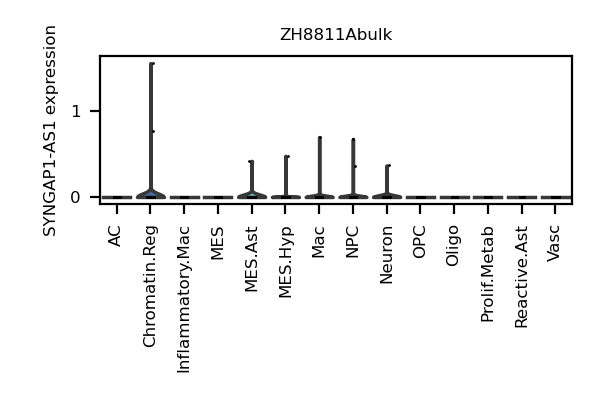 ZH8811Abulk
SYNGAP1-AS1 expression
1
0
AC
Chromatin.Reg
Inflammatory.Mac
MES
MES.Ast
MES.Hyp
Mac
NPC
Neuron
OPC
Oligo
Prolif.Metab
Reactive.Ast
Vasc